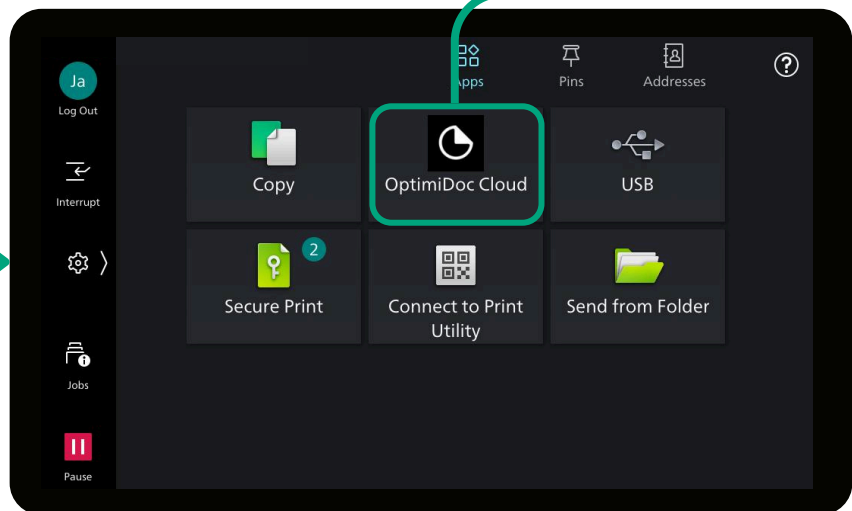 Ja
Log Out
Apps
Pins
Addresses
?
Interrupt
Copy
OptimiDoc Cloud
USB
2
Secure Print
Connect to Print
Utility
Send from Folder
Jobs
Pause